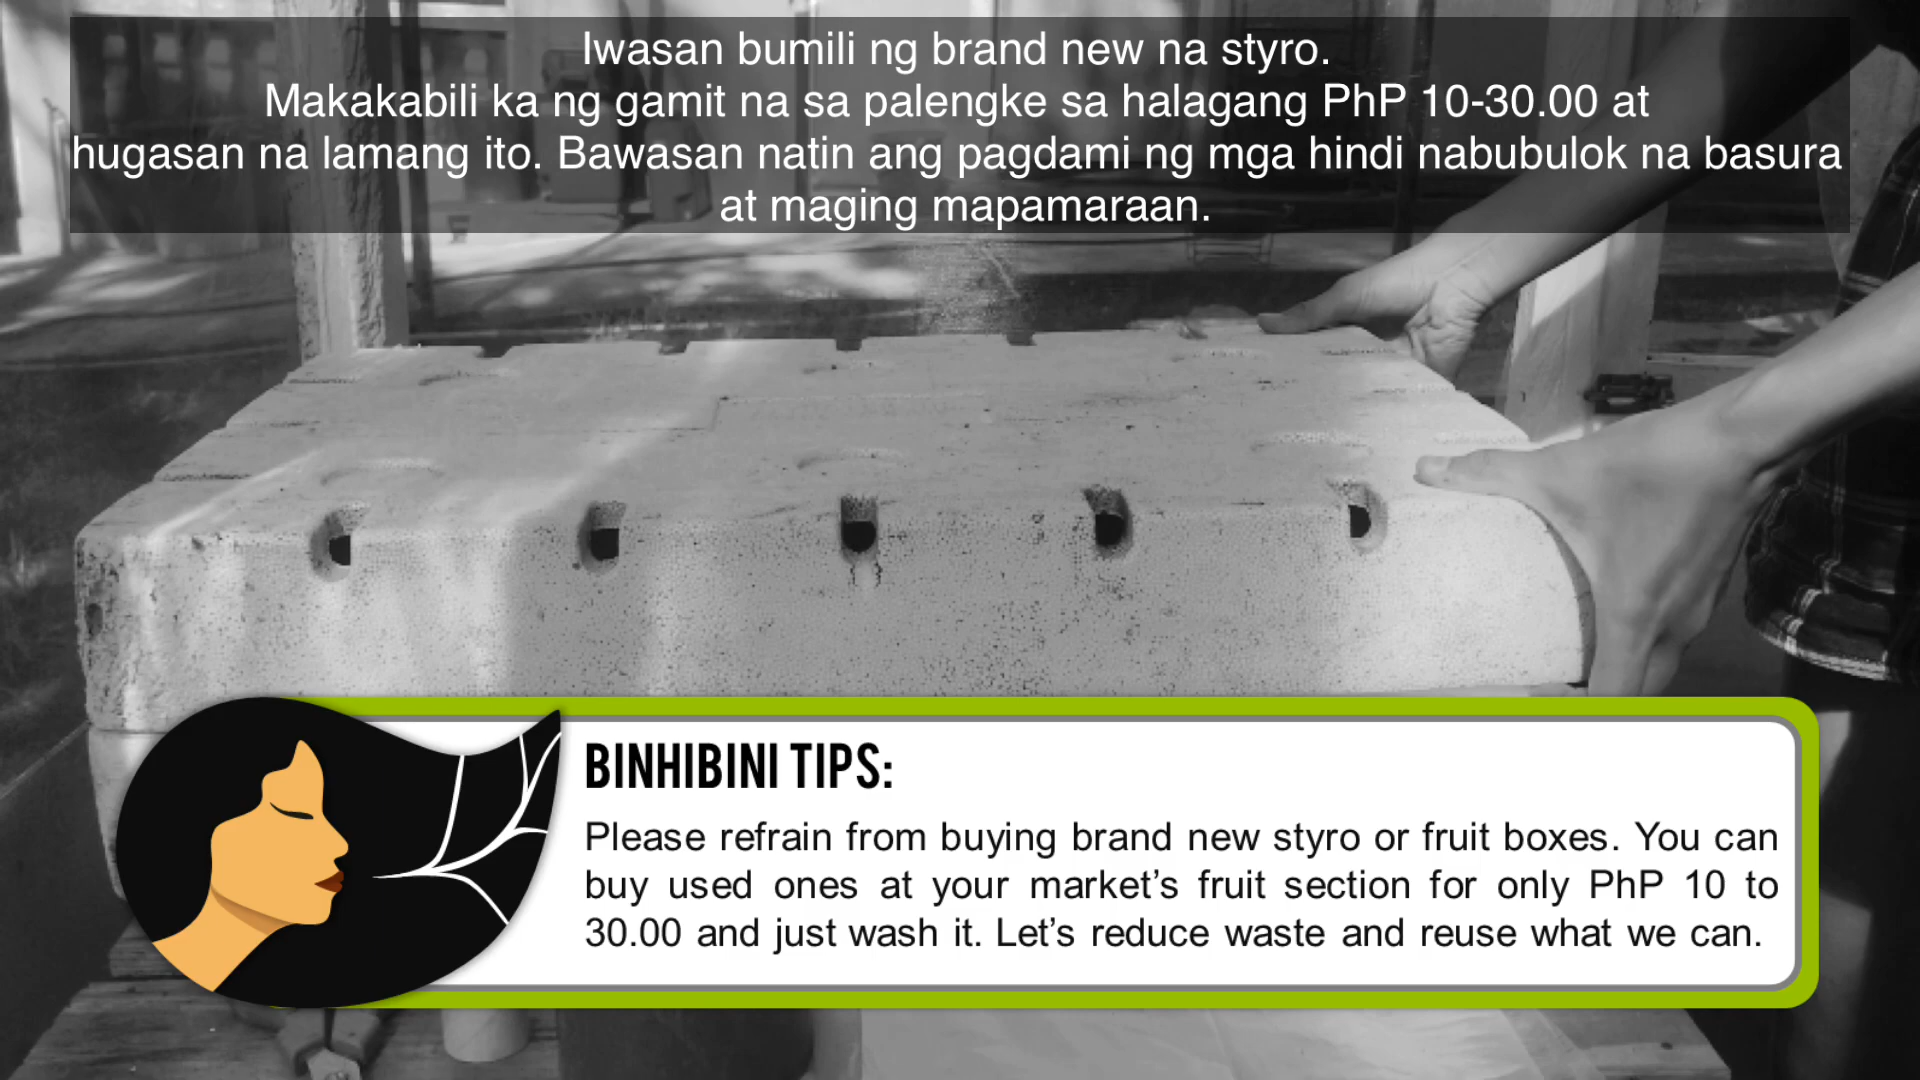 Iwasan bumili ng brand new na styro.
Makakabili ka ng gamit na sa palengke sa halagang PhP 10-30.00 at
hugasan na lamang ito. Bawasan natin ang pagdami ng mga hindi nabubulok na basura
at maging mapamaraan.
BINHIBINI TIPS:
Please refrain from buying brand new styro or fruit boxes. You can
buy used ones at your market's fruit section for only PhP 10 to
30.00 and just wash it. Let's reduce waste and reuse what we can.